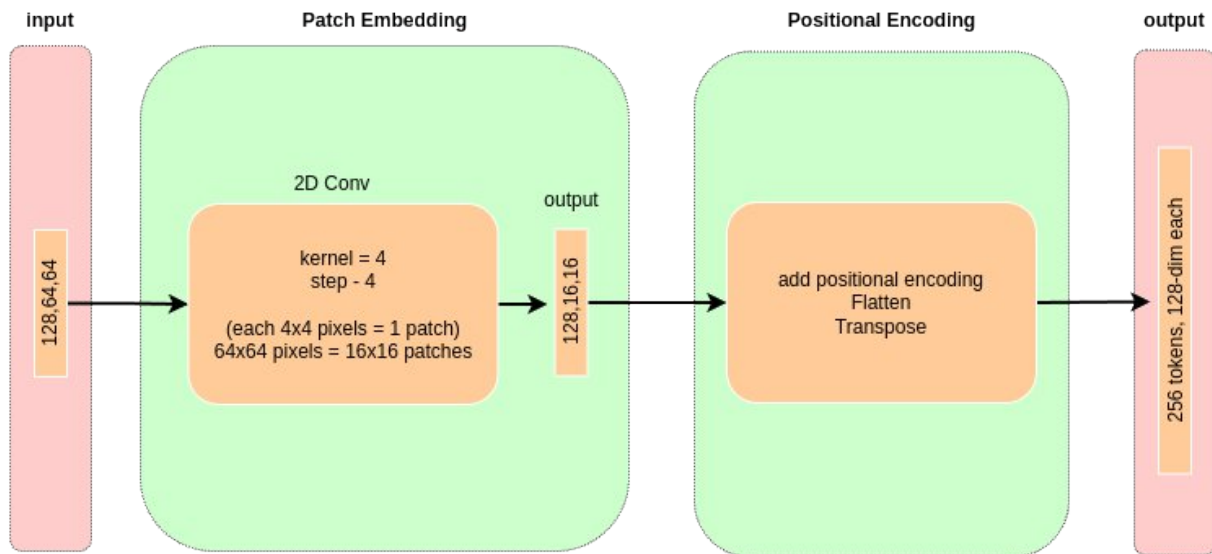 input
Patch Embedding
Positional Encoding
output
128,64,64
2D Conv
kernel = 4
step - 4
(each 4x4 pixels = 1 patch)
64x64 pixels = 16x16 patches
output
128,16,16
add positional encoding
Flatten
Transpose
256 tokens, 128-dim each